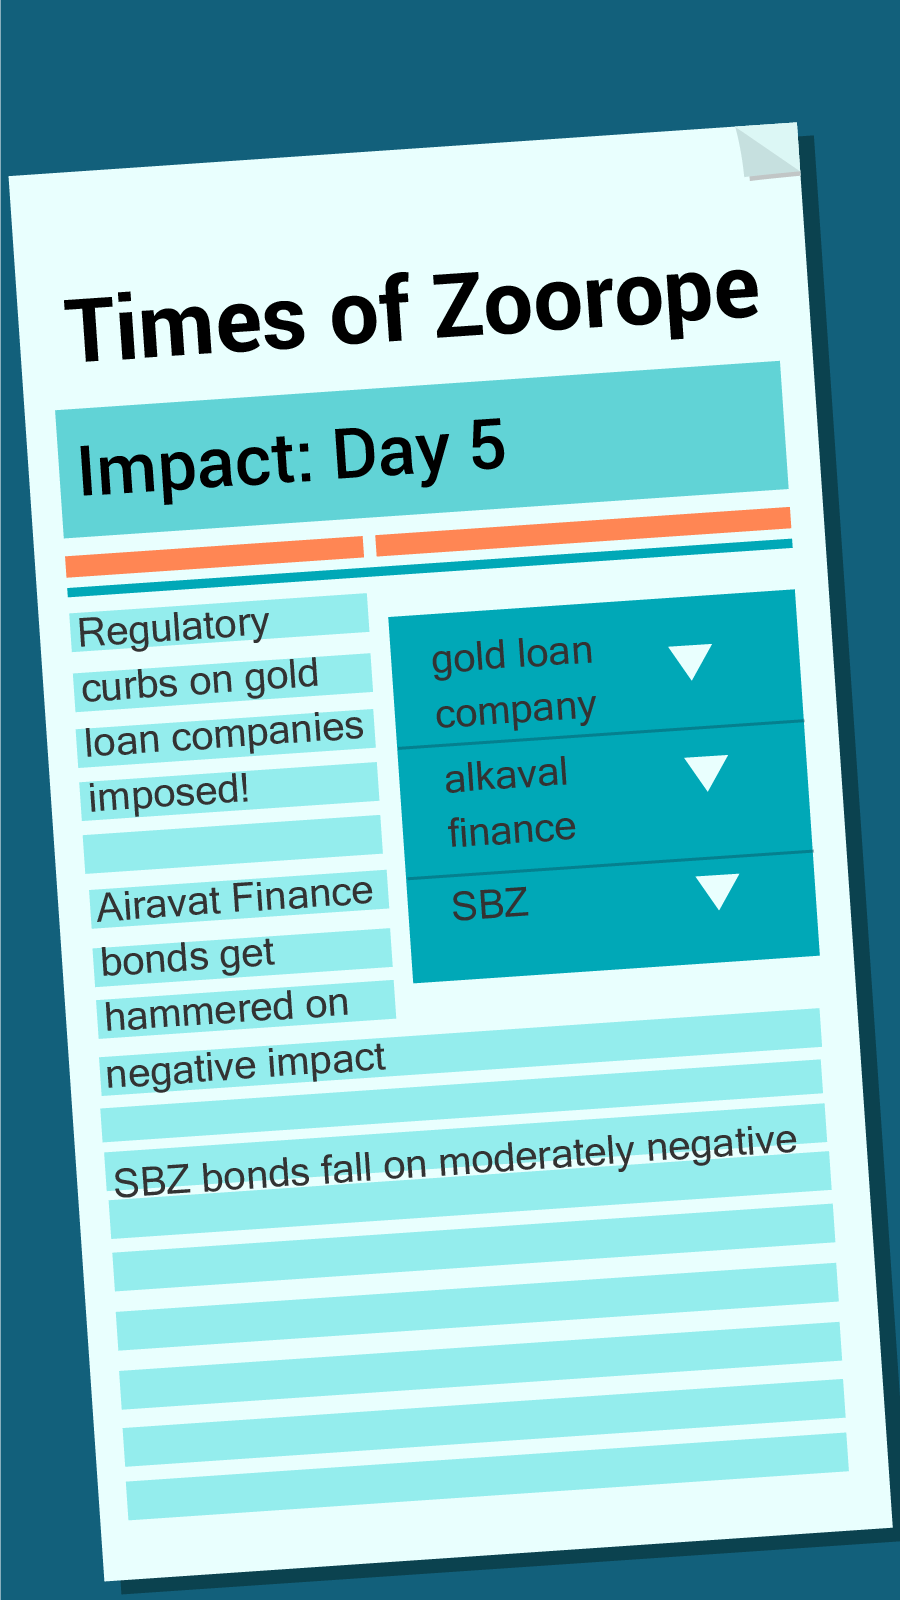 Times of Zoorope
Impact: Day 5
Regulatory
curbs on gold
loan companies
imposed!
Airavat Finance
bonds get
hammered on
negative impact
SBZ bonds fall on moderately negative
gold loan
company
alkaval
finance
SBZ